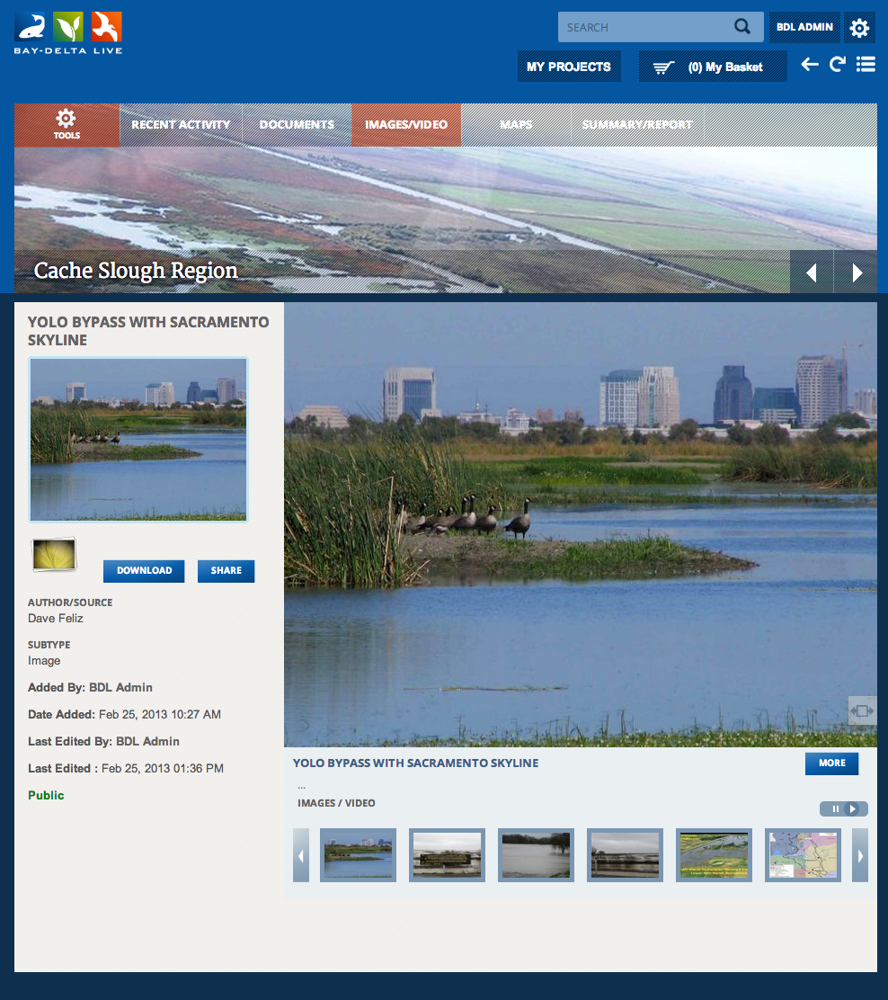 BAY-DELTA LIVE
SEARCH
BDL ADMIN
MY PROJECTS
(0) My Basket
TOOLS
RECENT ACTIVITY
DOCUMENTS
IMAGES/VIDEO
MAPS
SUMMARY/REPORT
Cache Slough Region
YOLO BYPASS WITH SACRAMENTO
SKYLINE
DOWNLOAD
SHARE
AUTHOR/SOURCE
Dave Feliz
SUBTYPE
Image
Added By: BDL Admin
Date Added: Feb 25, 2013 10:27 AM
Last Edited By: BDL Admin
Last Edited : Feb 25, 2013 01:36 PM
Public
YOLO BYPASS WITH SACRAMENTO SKYLINE
MORE
...
IMAGES / VIDEO